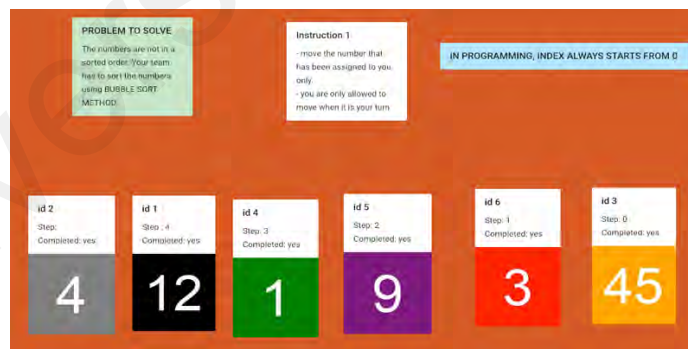 PROBLEM TO SOLVE
The numbers are not in a
sorted order. Your team
has to sort the numbers
using BUBBLE SORT
METHOD.
Instruction 1
- move the number that
has been assigned to you
only.
- you are only allowed to
move when it is your turn
IN PROGRAMMING, INDEX ALWAYS STARTS FROM 0
id 2
Step:
Completed: yes
4
id 1
Step : 4
Completed: yes
12
id 4
Step: 3
Completed: yes
1
id 5
Step: 2
Completed: yes
9
id 6
Step: 1
Completed: yes
3
id 3
Step: 0
Completed: yes
45